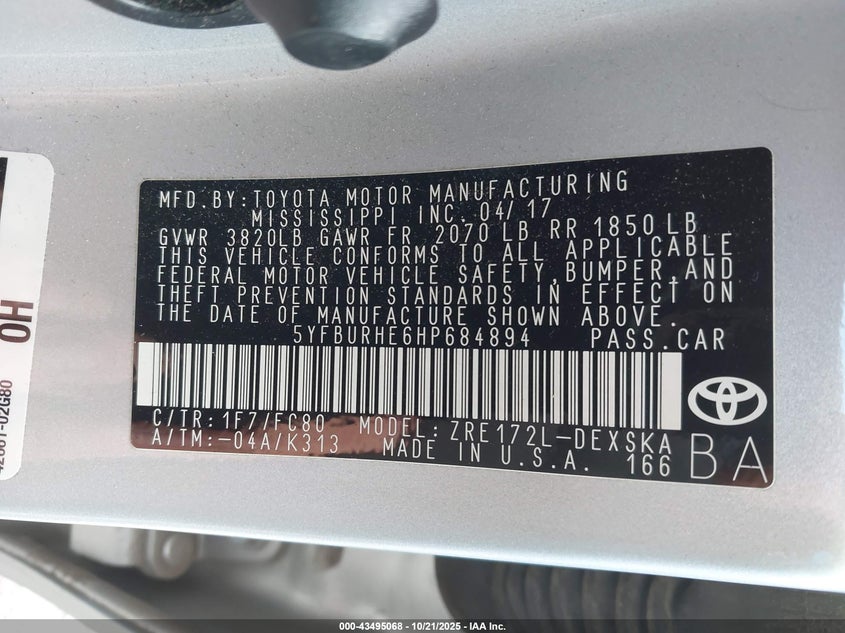 MFD.BY:TOYOTA MOTOR MANUFACTURING
MISSISSIPPI INC. 04/17
GVWR 3820LB GAWR FR 2070 LB RR 1850 LB
THIS VEHICLE CONFORMS TO ALL APPLICABLE
FEDERAL MOTOR VEHICLE SAFETY,BUMPER,AND
THEFT PREVENTION STANDARDS IN EFFECT ON
THE DATE OF MANUFACTURE SHOWN ABOVE.
5YFBURHE6HP684894 PASS.CAR
C/TR: 1F7/FC80 MODEL: ZRE172L-DEXSKA
A/TM:-04A/K313 MADE IN U.S.A. 166
BA
OH
000-43495068 - 10/21/2025 - IAA Inc.